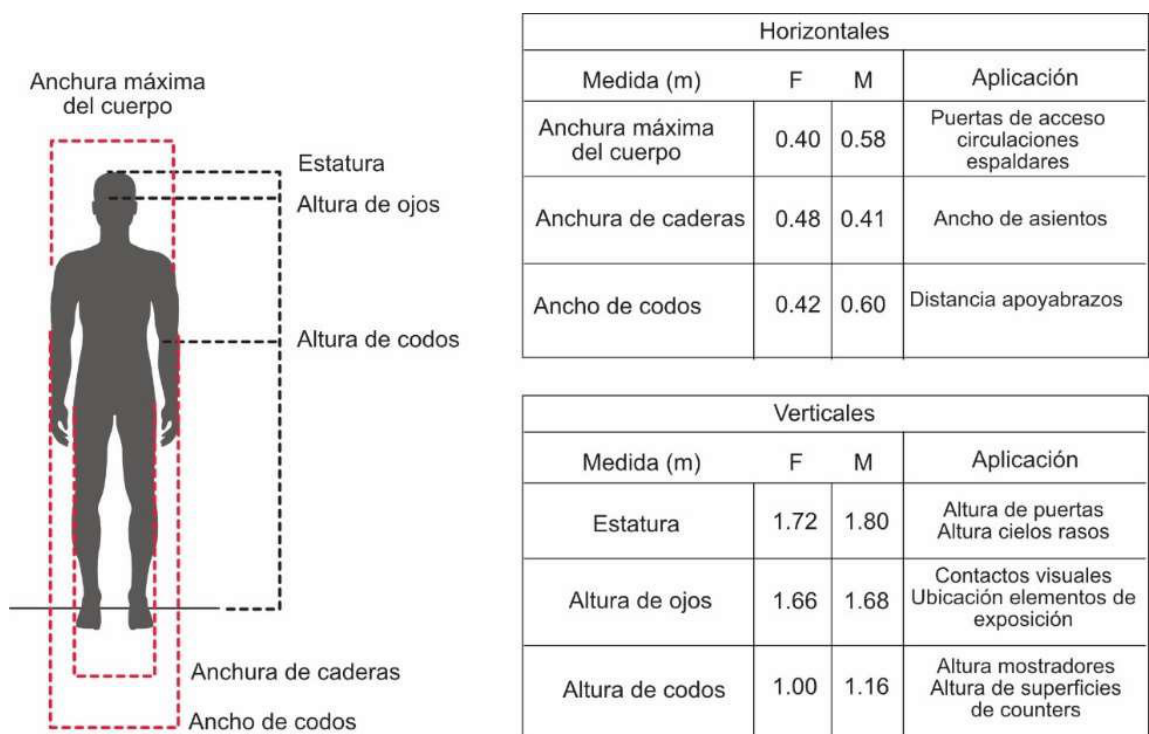 Anchura máxima
del cuerpo
Estatura
Altura de ojos
Altura de codos
Anchura de caderas
Ancho de codos
Horizontales
Medida (m) F M Aplicación
Anchura máxima
del cuerpo
0.40 0.58
Puertas de acceso
circulaciones
espaldares
Anchura de caderas 0.48 0.41 Ancho de asientos
Ancho de codos 0.42 0.60 Distancia apoyabrazos
Verticales
Medida (m) F M Aplicación
Estatura 1.72 1.80
Altura de puertas
Altura cielos rasos
Altura de ojos 1.66 1.68
Contactos visuales
Ubicación elementos de
exposición
Altura de codos 1.00 1.16
Altura mostradores
Altura de superficies
de counters